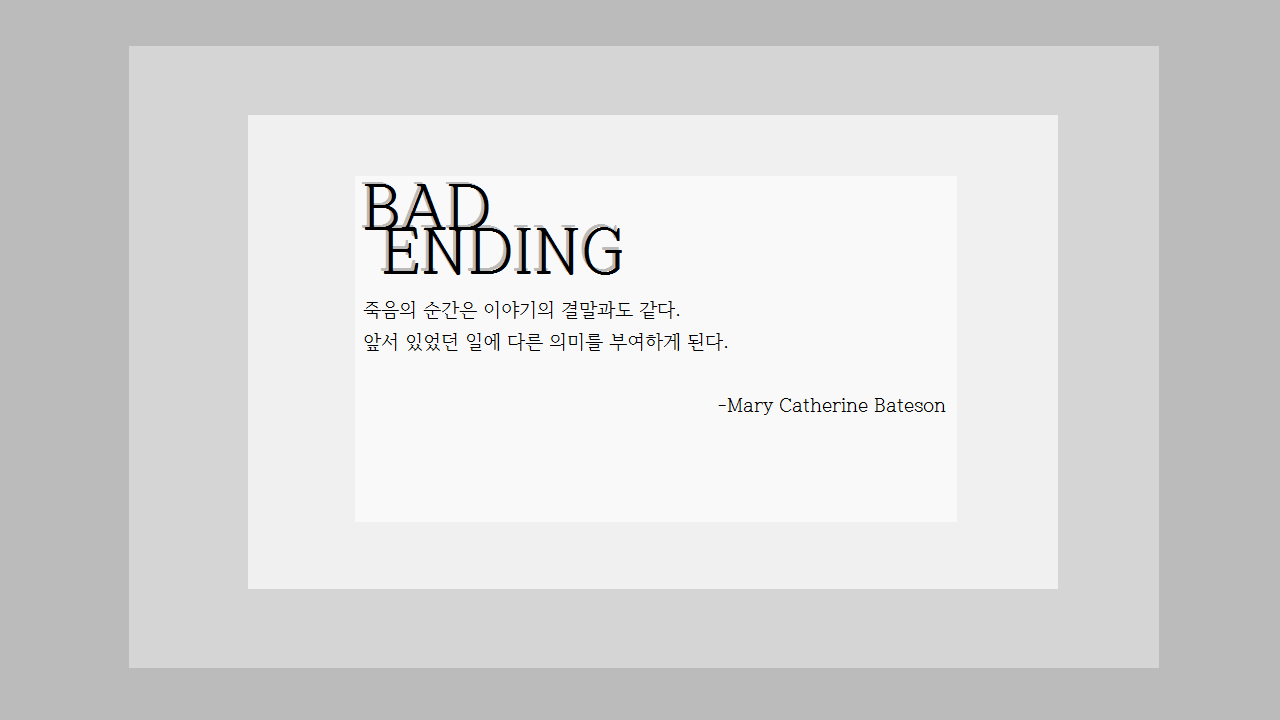 BAD
ENDING
죽음의 순간은 이야기의 결말과도 같다.
앞서 있었던 일에 다른 의미를 부여하게 된다.
-Mary Catherine Bateson